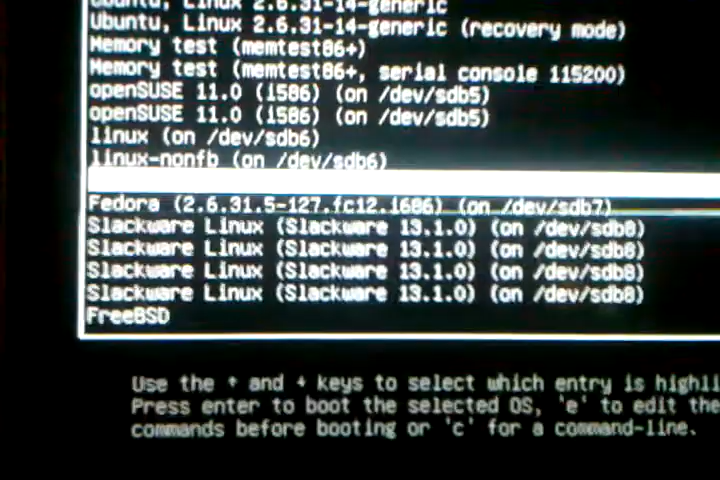 Ubuntu, Linux 2.6.31-14-generic
Ubuntu, Linux 2.6.31-14-generic (recovery mode)
Memory test (memtest86+)
Memory test (memtest86+, serial console 115200)
openSUSE 11.0 (i586) (on /dev/sdb5)
openSUSE 11.0 (i586) (on /dev/sdb5)
linux (on /dev/sdb6)
linux-nonfb (on /dev/sdb6)
Fedora (2.6.31.5-127.fc12.i686) (on /dev/sdb7)
Slackware Linux (Slackware 13.1.0) (on /dev/sdb8)
Slackware Linux (Slackware 13.1.0) (on /dev/sdb8)
Slackware Linux (Slackware 13.1.0) (on /dev/sdb8)
Slackware Linux (Slackware 13.1.0) (on /dev/sdb8)
FreeBSD
Use the ↑ and ↓ keys to select which entry is highli
Press enter to boot the selected OS, 'e' to edit the
commands before booting or 'c' for a command-line.